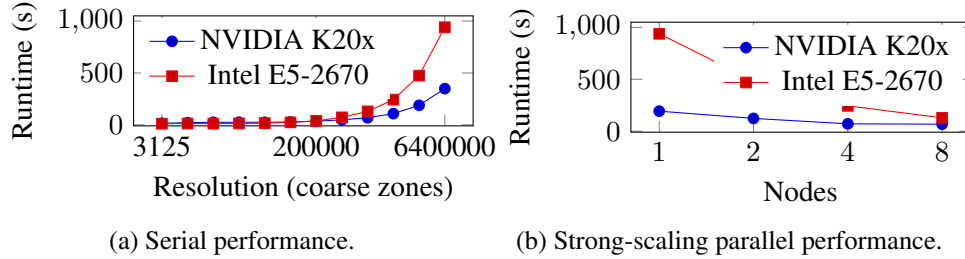 Runtime (s)
1,000
500
0
NVIDIA K20x
Intel E5-2670
3125
200000
6400000
Resolution (coarse zones)
(a) Serial performance.
Runtime (s)
1,000
500
0
NVIDIA K20x
Intel E5-2670
1
2
4
8
Nodes
(b) Strong-scaling parallel performance.